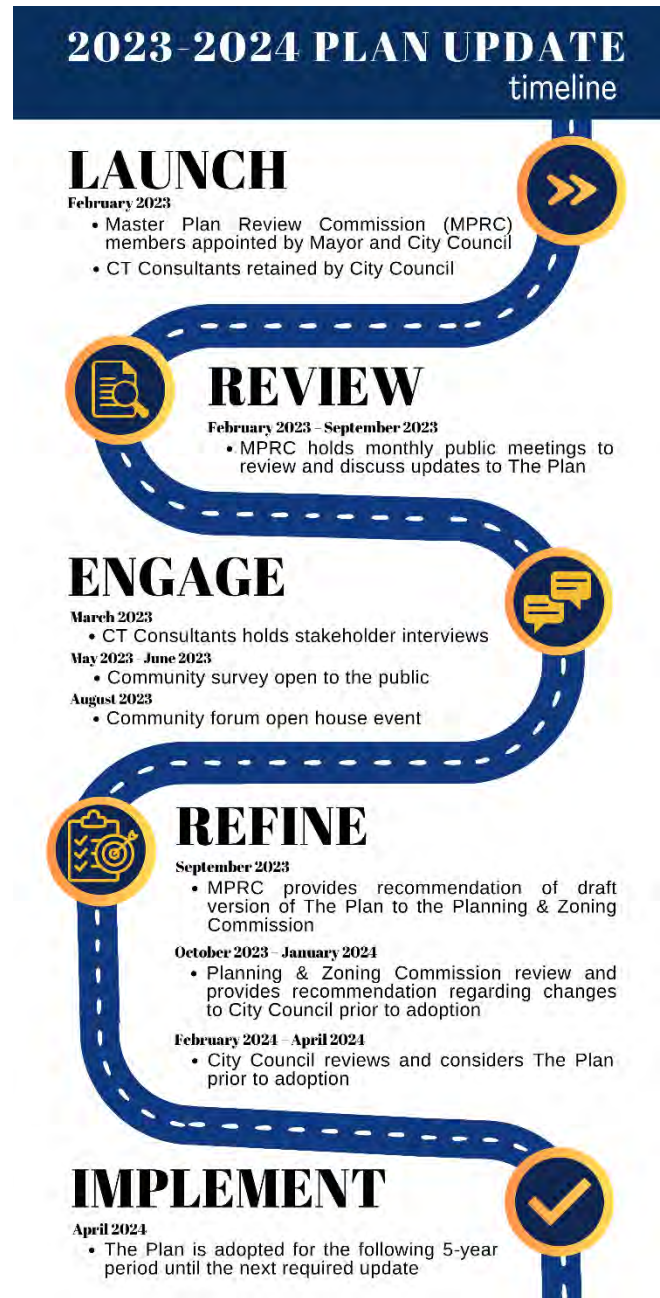 2023-2024 PLAN UPDATE
timeline
LAUNCH
February 2023
• Master Plan Review Commission (MPRC)
members appointed by Mayor and City Council
• CT Consultants retained by City Council
REVIEW
February 2023 – September 2023
• MPRC holds monthly public meetings to
review and discuss updates to The Plan
ENGAGE
March 2023
• CT Consultants holds stakeholder interviews
May 2023 - June 2023
• Community survey open to the public
August 2023
• Community forum open house event
REFINE
September 2023
• MPRC provides recommendation of draft
version of The Plan to the Planning & Zoning
Commission
October 2023 – January 2024
• Planning & Zoning Commission review and
provides recommendation regarding changes
to City Council prior to adoption
February 2024 – April 2024
• City Council reviews and considers The Plan
prior to adoption
IMPLEMENT
April 2024
• The Plan is adopted for the following 5-year
period until the next required update